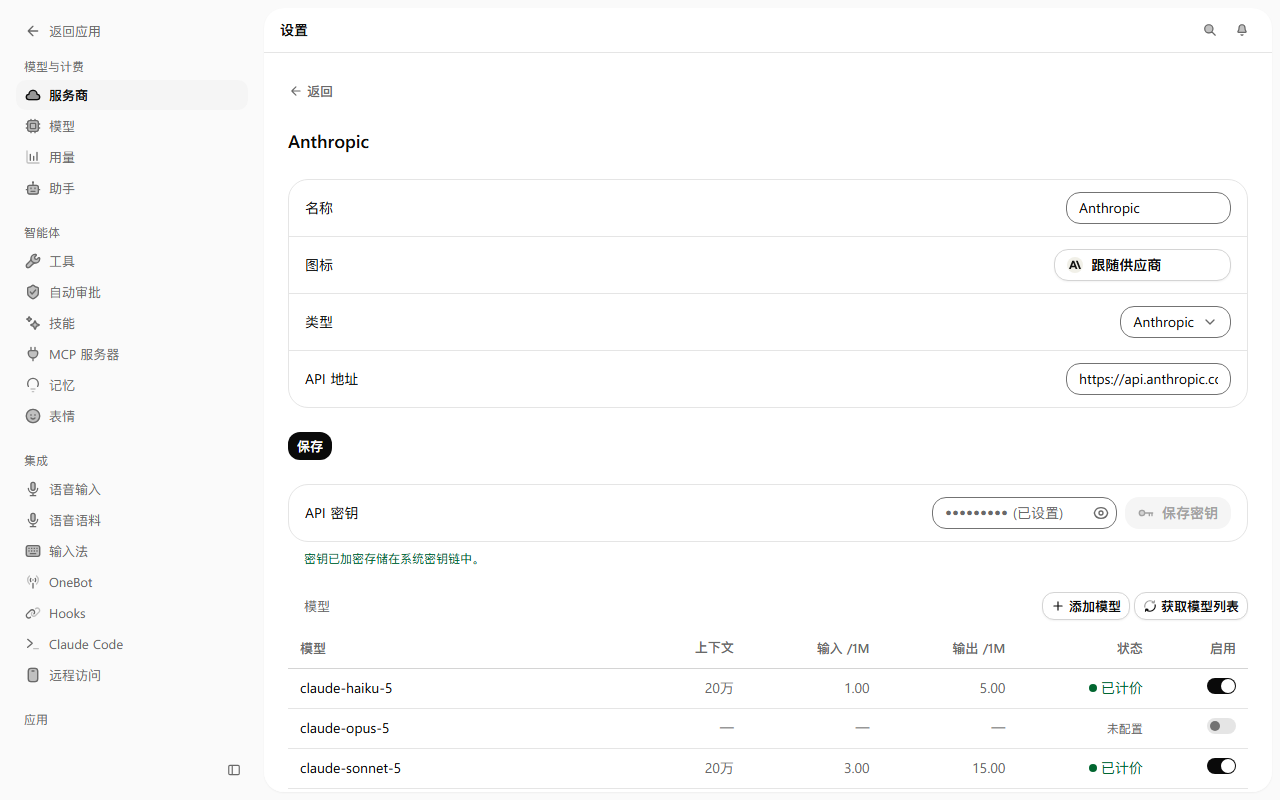 返回应用
模型与计费
服务商
模型
用量
助手
智能体
工具
自动审批
技能
MCP 服务器
记忆
表情
集成
语音输入
语音语料
输入法
OneBot
Hooks
Claude Code
远程访问
应用
设置
返回
Anthropic
名称 Anthropic
图标 跟随供应商
类型 Anthropic
API 地址 https://api.anthropic.cc
保存
API 密钥 ••••••••• (已设置) 保存密钥
密钥已加密存储在系统密钥链中。
模型 添加模型 获取模型列表
模型 上下文 输入 /1M 输出 /1M 状态 启用
claude-haiku-5 20万 1.00 5.00 已计价
claude-opus-5 — — — 未配置
claude-sonnet-5 20万 3.00 15.00 已计价